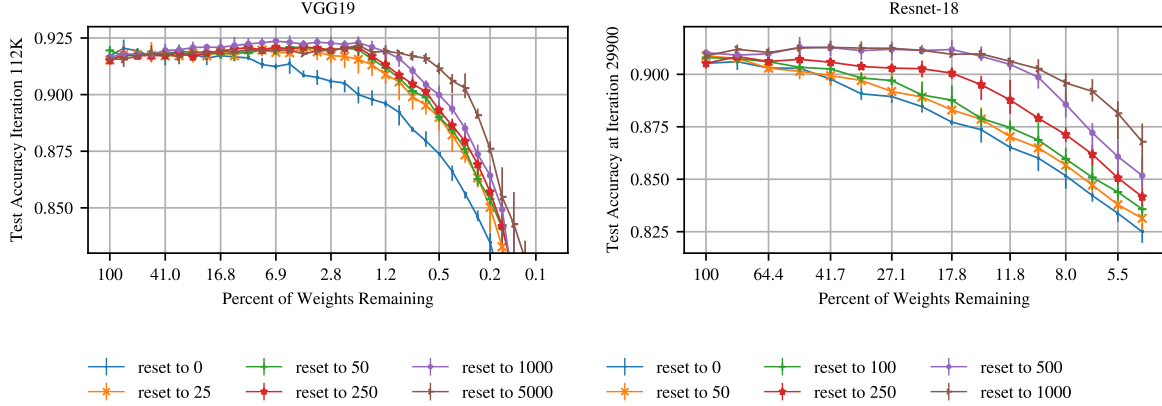 VGG19
Test Accuracy Iteration 112K
0.925
0.900
0.875
0.850
100 41.0 16.8 6.9 2.8 1.2 0.5 0.2 0.1
Percent of Weights Remaining
reset to 0 reset to 50 reset to 1000
reset to 25 reset to 250 reset to 5000
Resnet-18
Test Accuracy at Iteration 29900
0.900
0.875
0.850
0.825
100 64.4 41.7 27.1 17.8 11.8 8.0 5.5
Percent of Weights Remaining
reset to 0 reset to 100 reset to 500
reset to 50 reset to 250 reset to 1000